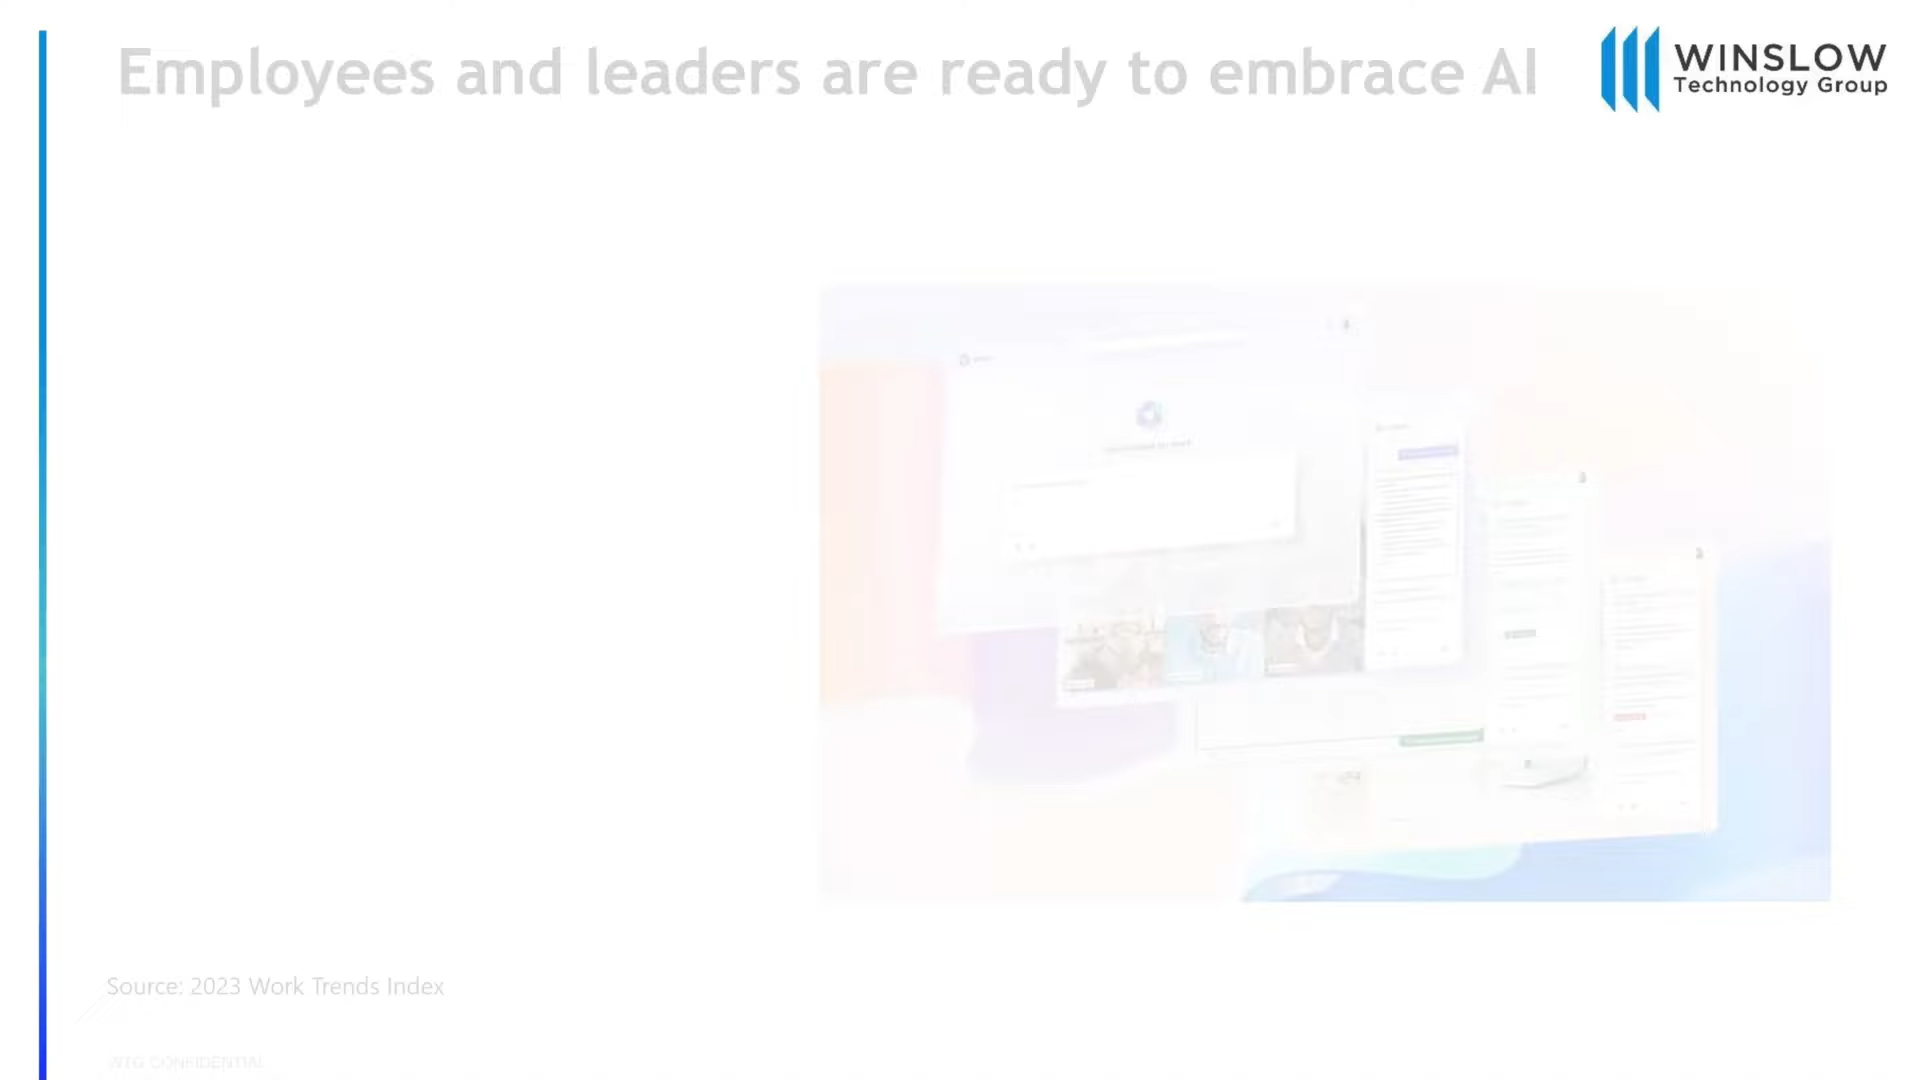 Employees and leaders are ready to embrace AI
WINSLOW
Technology Group
Source: 2023 Work Trends Index
WTG CONFIDENTIAL